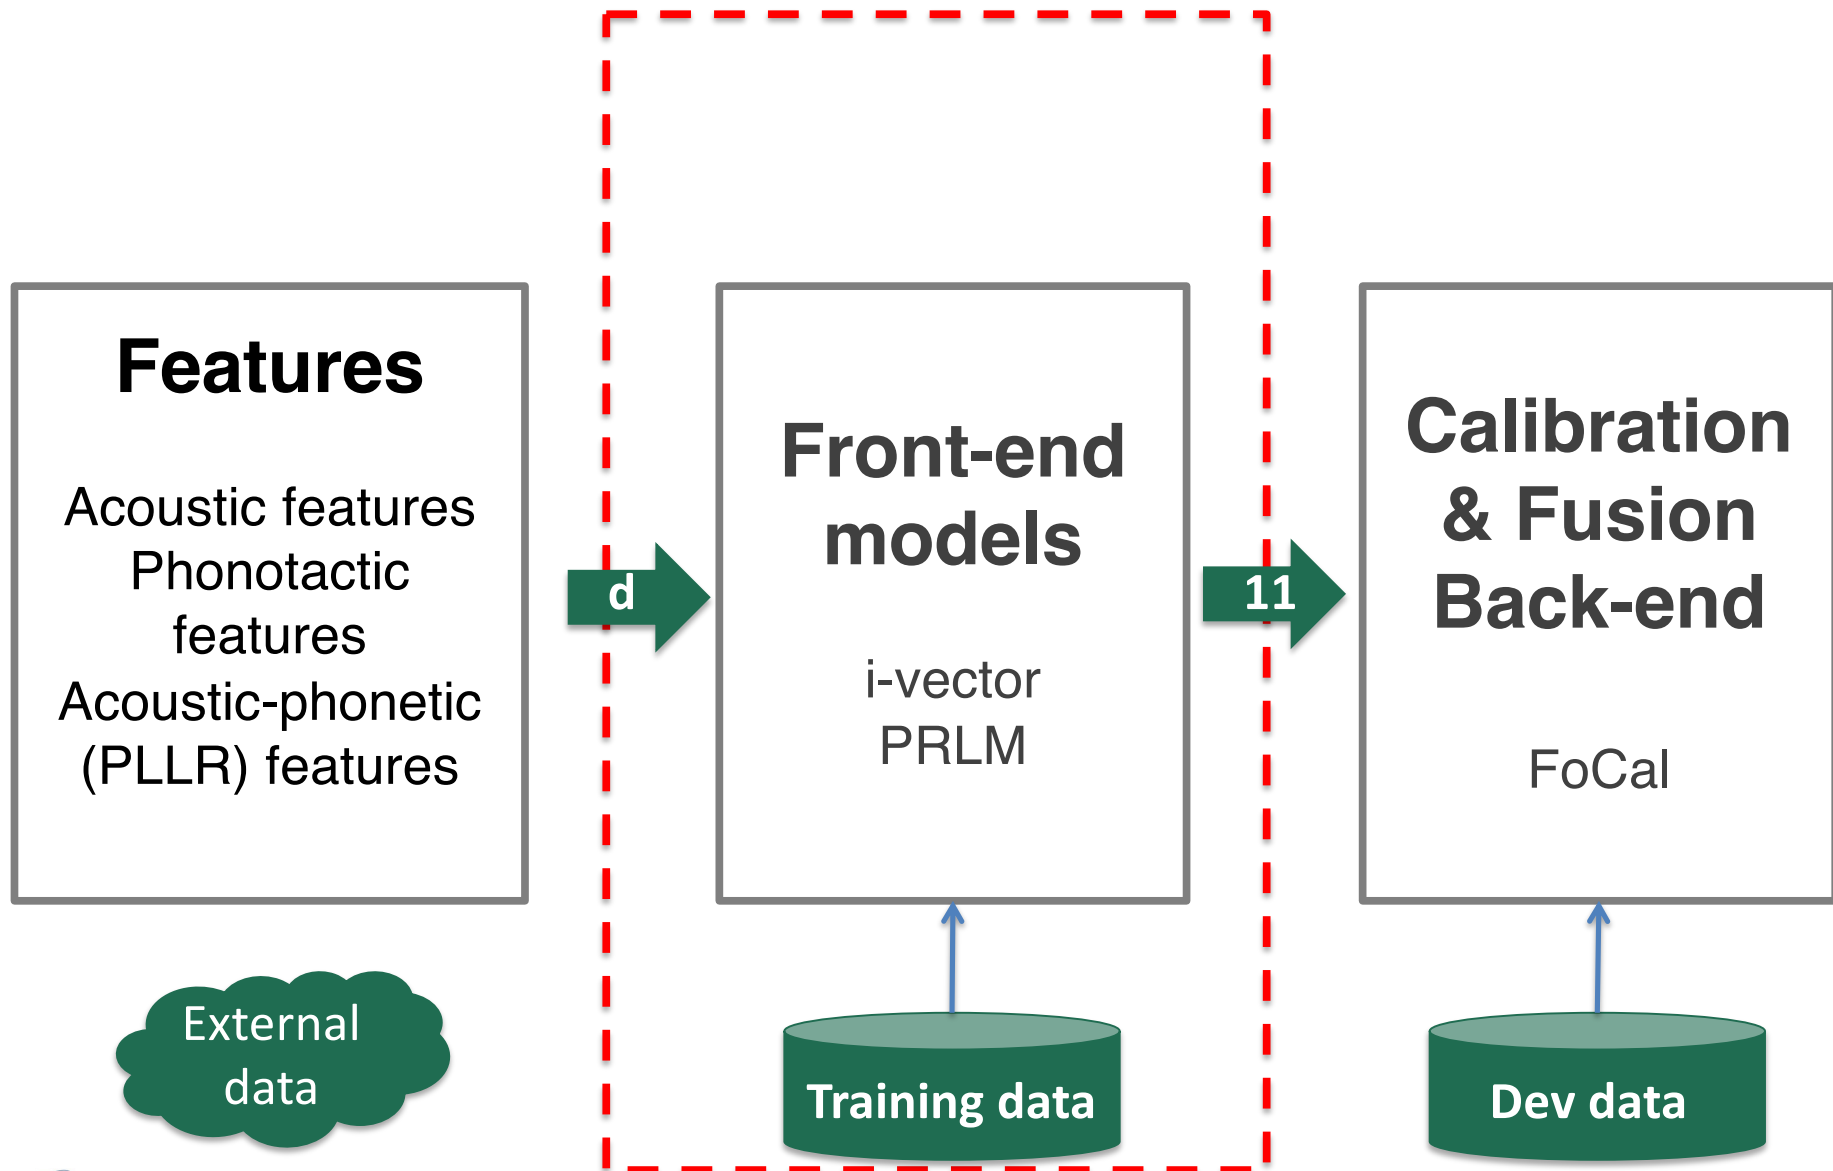 Features
Acoustic features
Phonotactic
features
Acoustic-phonetic
(PLLR) features
External
data
d
Front-end
models
i-vector
PRLM
Training data
11
Calibration
& Fusion
Back-end
FoCal
Dev data